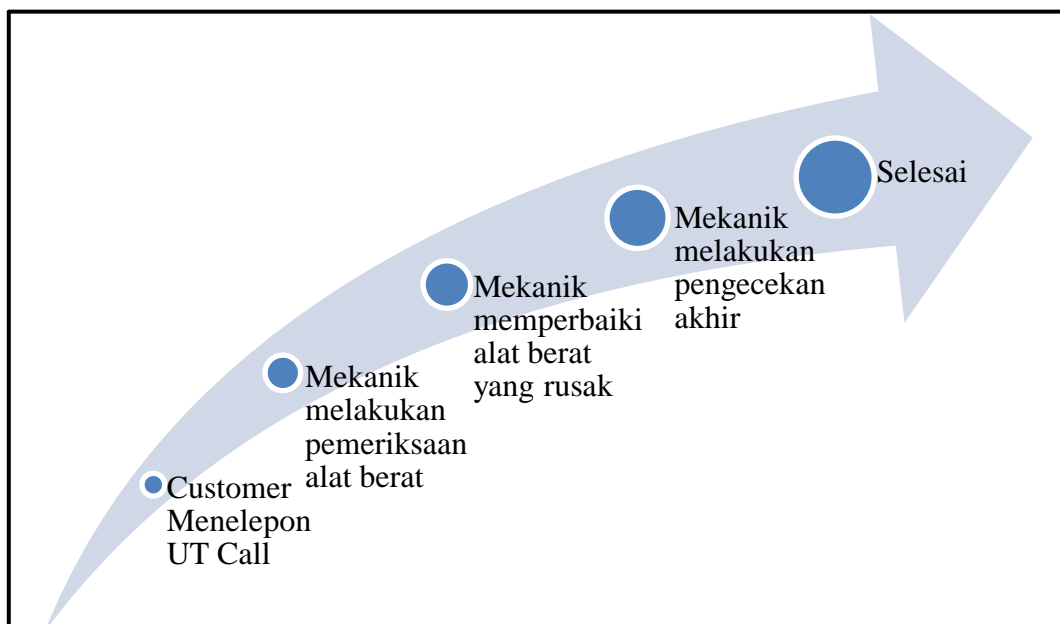 Customer
Menelepon
UT Call
Mekanik
melakukan
pemeriksaan
alat berat
Mekanik
memperbaiki
alat berat
yang rusak
Mekanik
melakukan
pengecekan
akhir
Selesai